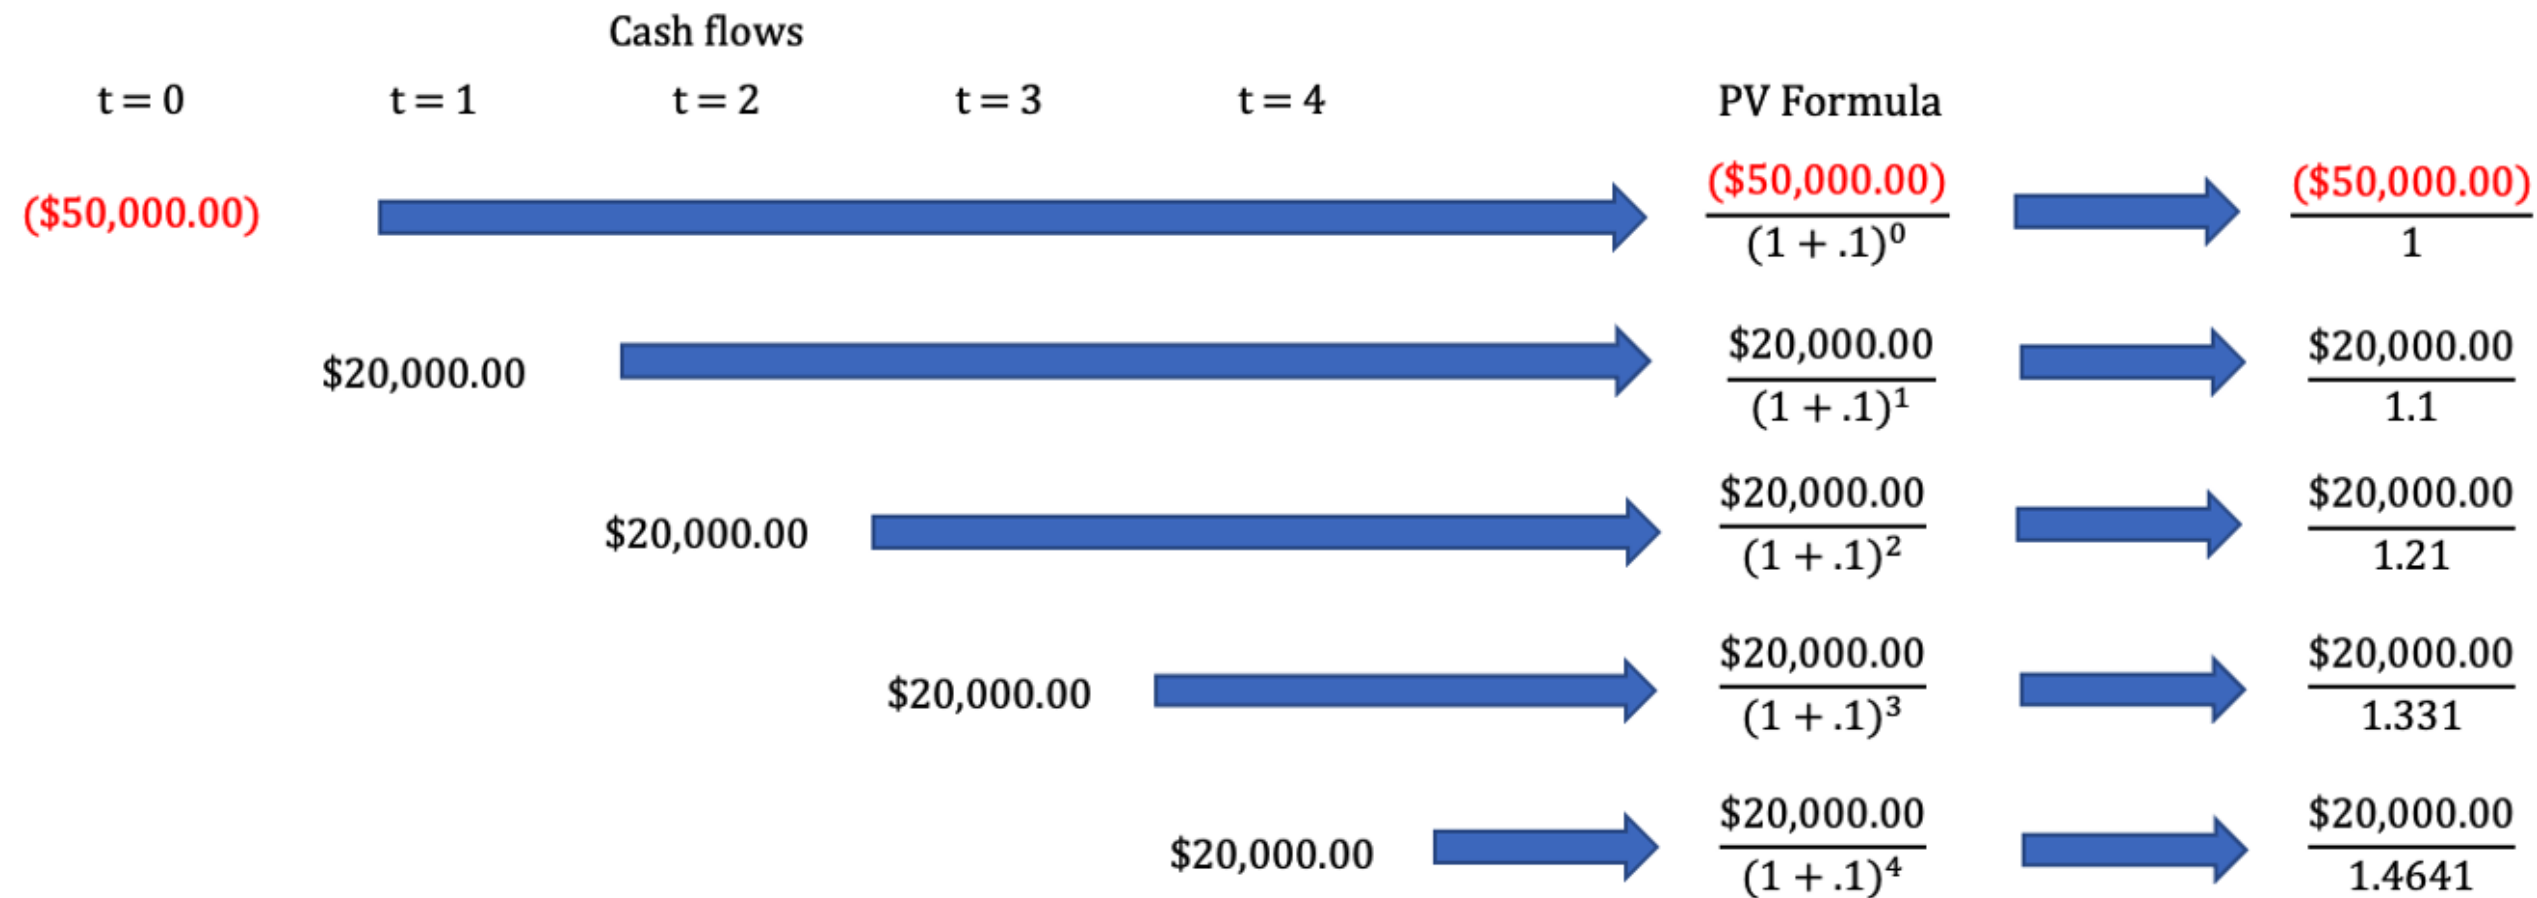 Cash flows
t = 0 t = 1 t = 2 t = 3 t = 4 PV Formula
($50,000.00) ($50,000.00) ($50,000.00)
(1 + .1)⁰ 1
$20,000.00 $20,000.00 $20,000.00
(1 + .1)¹ 1.1
$20,000.00 $20,000.00 $20,000.00
(1 + .1)² 1.21
$20,000.00 $20,000.00 $20,000.00
(1 + .1)³ 1.331
$20,000.00 $20,000.00 $20,000.00
(1 + .1)⁴ 1.4641